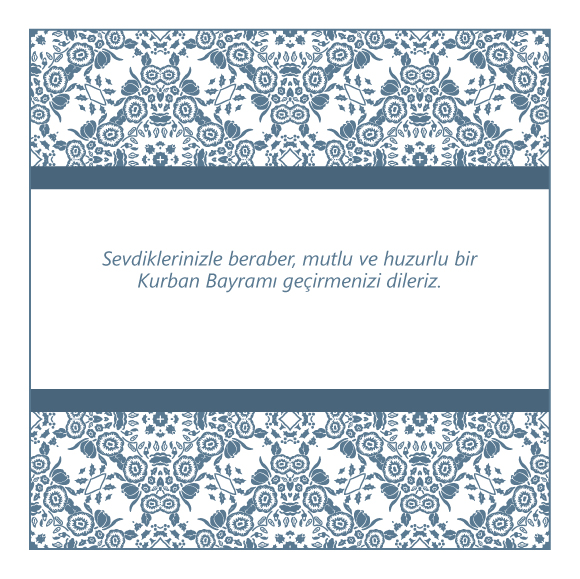 Sevdiklerinizle beraber, mutlu ve huzurlu bir
Kurban Bayramı geçirmenizi dileriz.